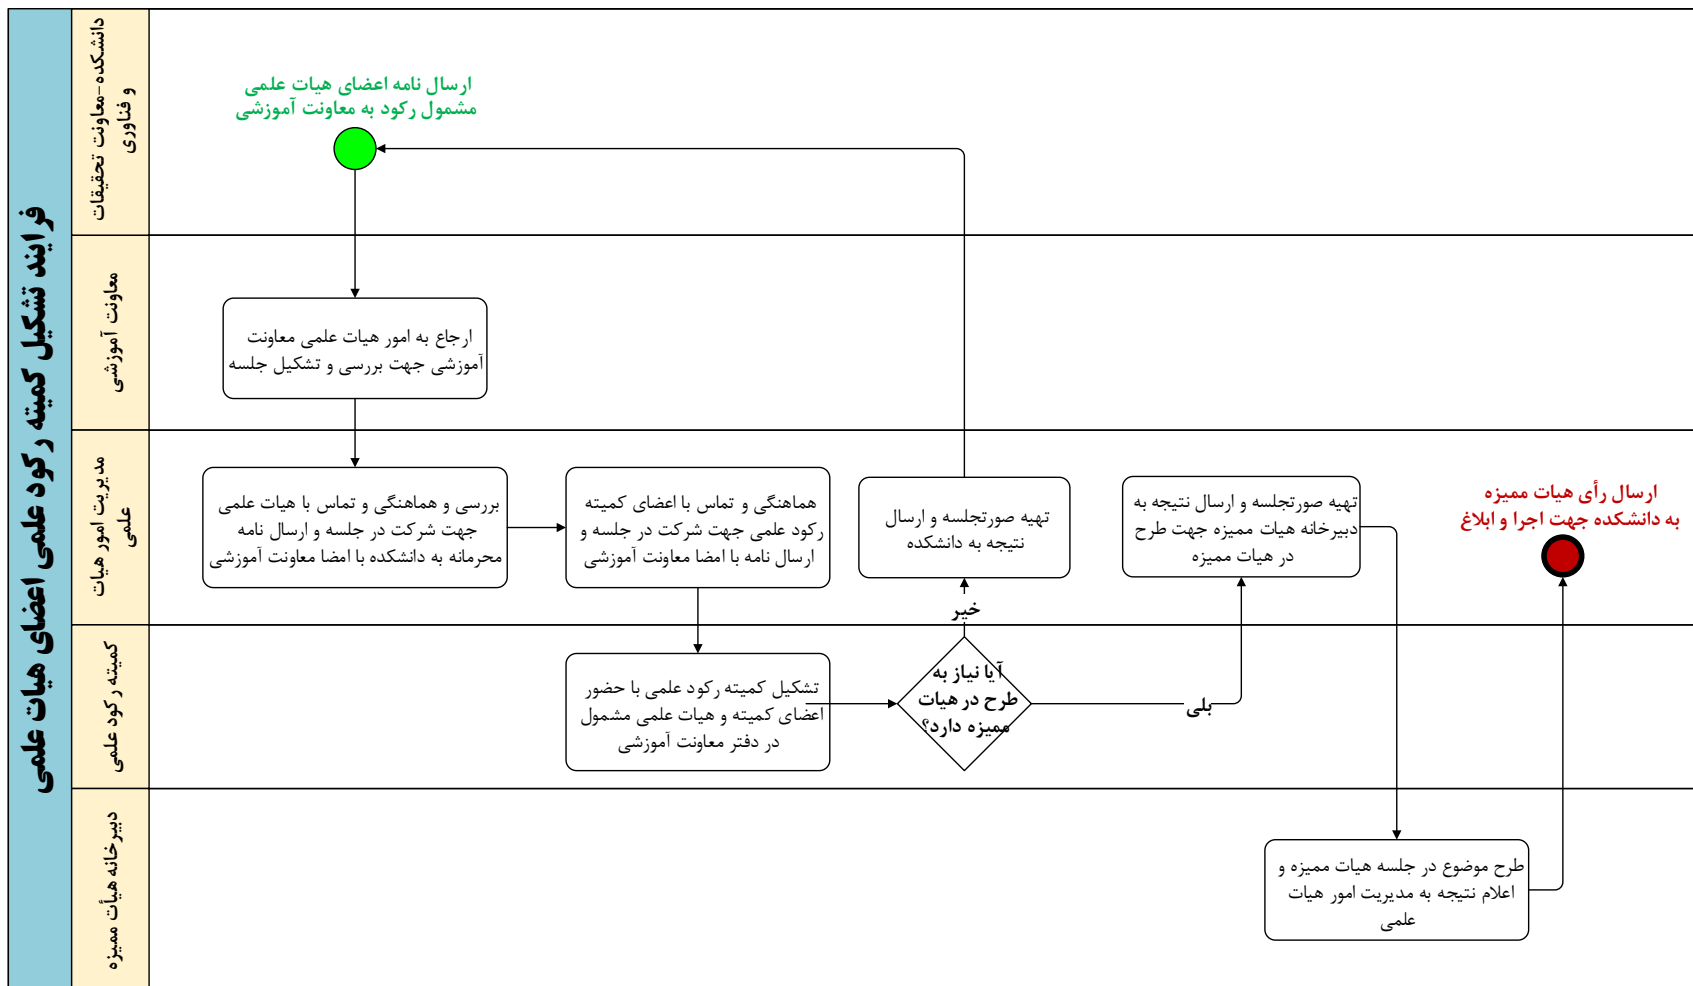 فرایند تشکیل کمیته رکود علمی اعضای هیات علمی
دانشکده-معاونت تحقیقات
و فناوری
ارسال نامه اعضای هیات علمی
مشمول رکود به معاونت آموزشی
معاونت آموزشی
ارجاع به امور هیات علمی معاونت
آموزشی جهت بررسی و تشکیل جلسه
مدیریت امور هیات
علمی
بررسی و هماهنگی و تماس با هیات علمی
جهت شرکت در جلسه و ارسال نامه
محرمانه به دانشکده با امضا معاونت آموزشی
هماهنگی و تماس با اعضای کمیته
رکود علمی جهت شرکت در جلسه و
ارسال نامه با امضا معاونت آموزشی
تهیه صورتجلسه و ارسال
نتیجه به دانشکده
تهیه صورتجلسه و ارسال نتیجه به
دبیرخانه هیات ممیزه جهت طرح
در هیات ممیزه
ارسال رأی هیات ممیزه
به دانشکده جهت اجرا و ابلاغ
خیر
کمیته رکود علمی
تشکیل کمیته رکود علمی با حضور
اعضای کمیته و هیات علمی مشمول
در دفتر معاونت آموزشی
آیا نیاز به
طرح در هیات
ممیزه دارد؟
بلی
دبیرخانه هیأت ممیزه
طرح موضوع در جلسه هیات ممیزه و
اعلام نتیجه به مدیریت امور هیات
علمی